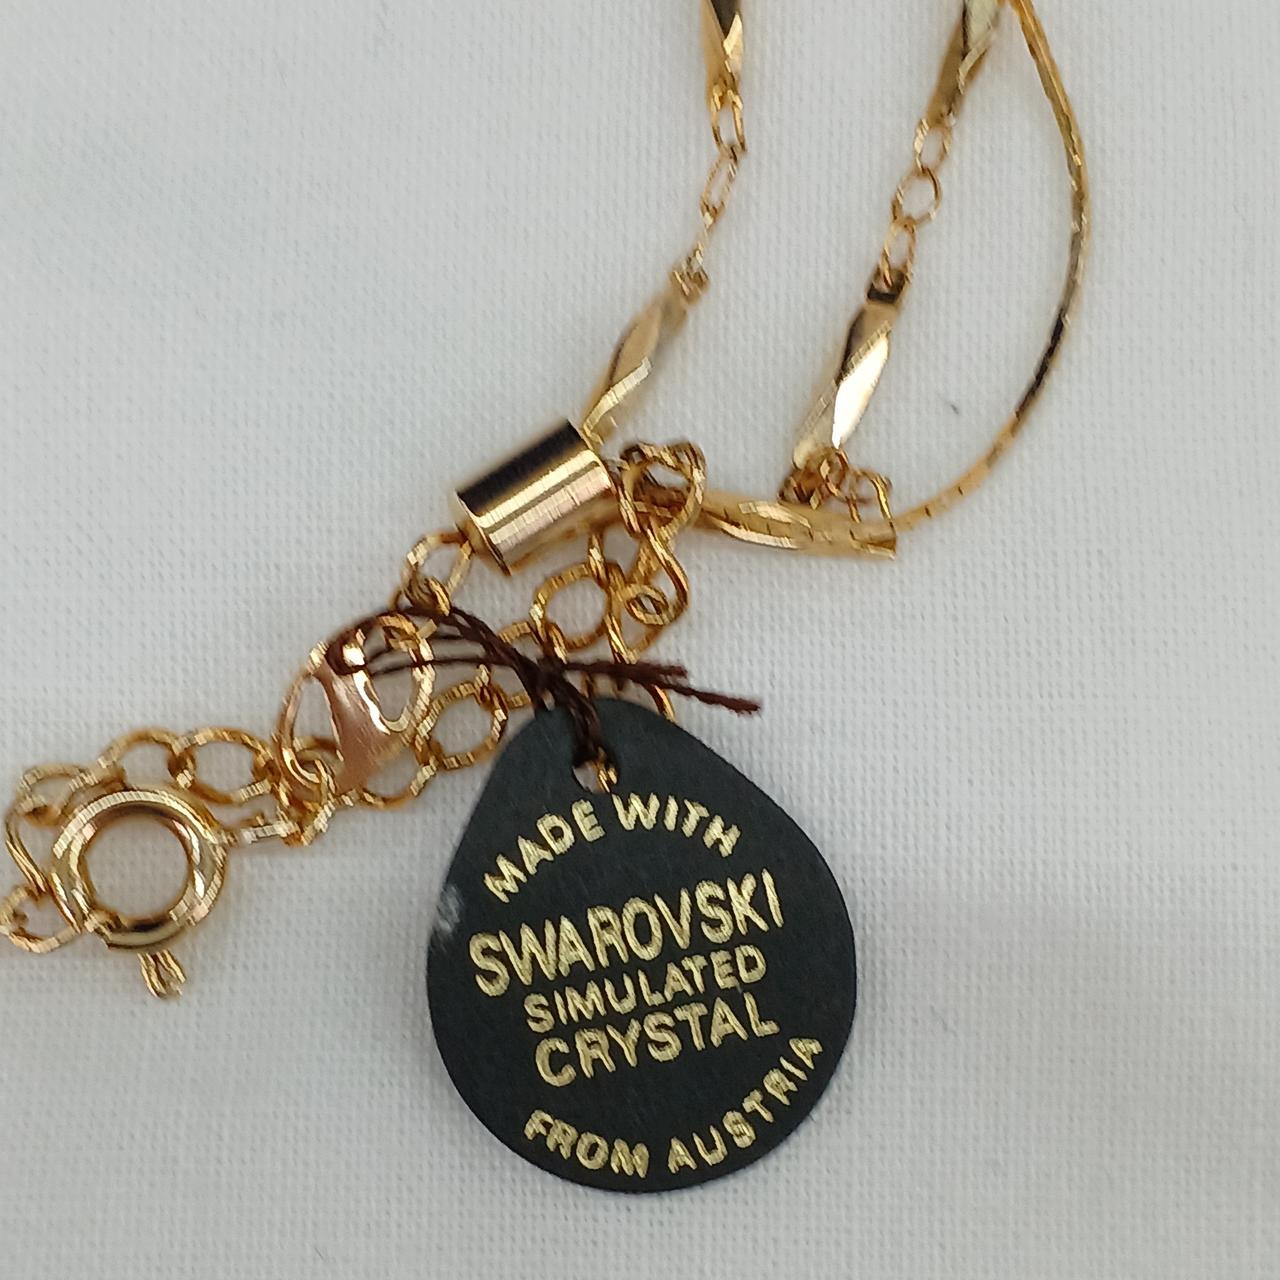 MADE WITH
SWAROVSKI
SIMULATED
CRYSTAL
FROM AUSTRIA